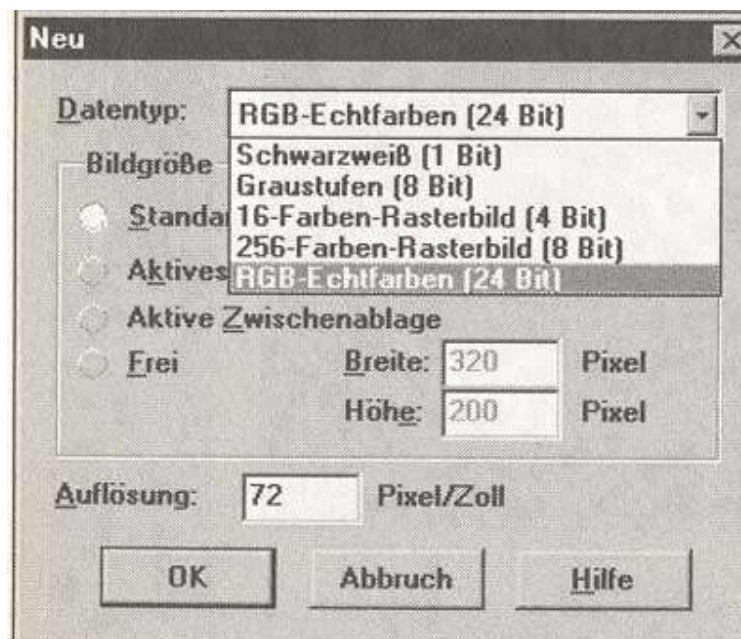 Neu
Datentyp: RGB-Echtfarben (24 Bit)
Schwarzweiß (1 Bit)
Graustufen (8 Bit)
16-Farben-Rasterbild (4 Bit)
256-Farben-Rasterbild (8 Bit)
RGB-Echtfarben (24 Bit)
Bildgröße
Standar
Aktives
Aktive Zwischenablage
Frei Breite: 320 Pixel
Höhe: 200 Pixel
Auflösung: 72 Pixel/Zoll
OK Abbruch Hilfe